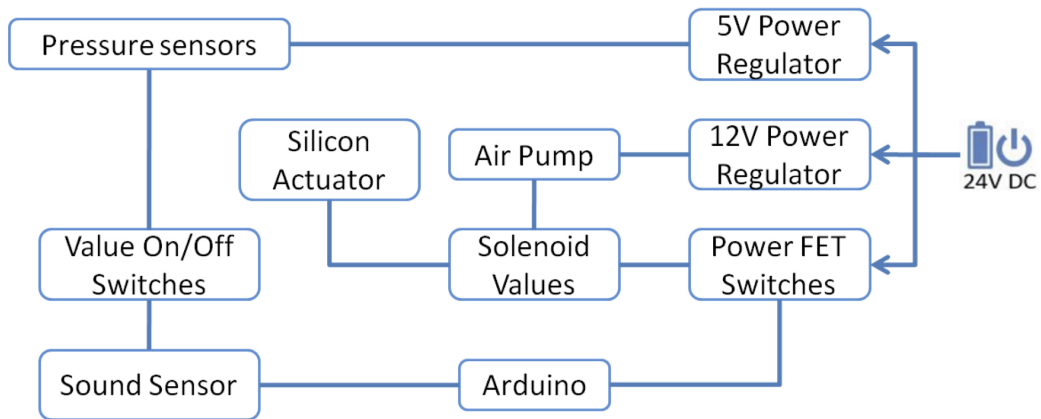 Pressure sensors
5V Power
Regulator
Silicon
Actuator
Air Pump
12V Power
Regulator
24V DC
Value On/Off
Switches
Solenoid
Values
Power FET
Switches
Sound Sensor
Arduino